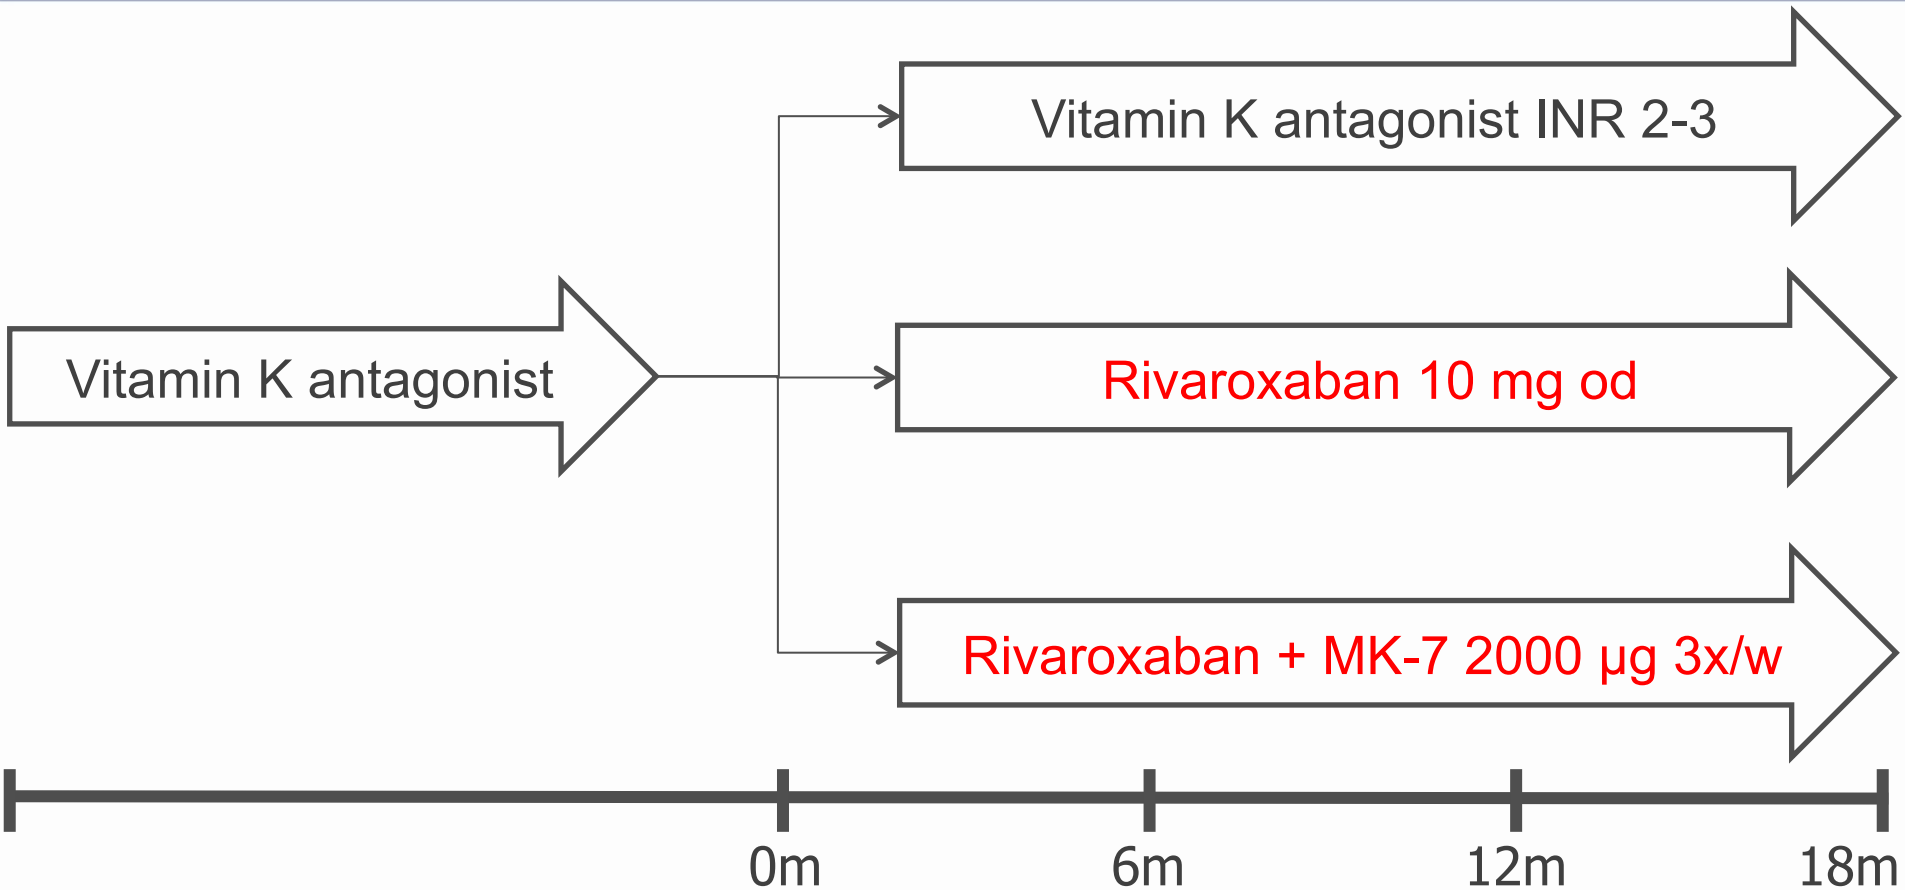 Vitamin K antagonist INR 2-3
Vitamin K antagonist
Rivaroxaban 10 mg od
Rivaroxaban + MK-7 2000 µg 3x/w
0m
6m
12m
18m